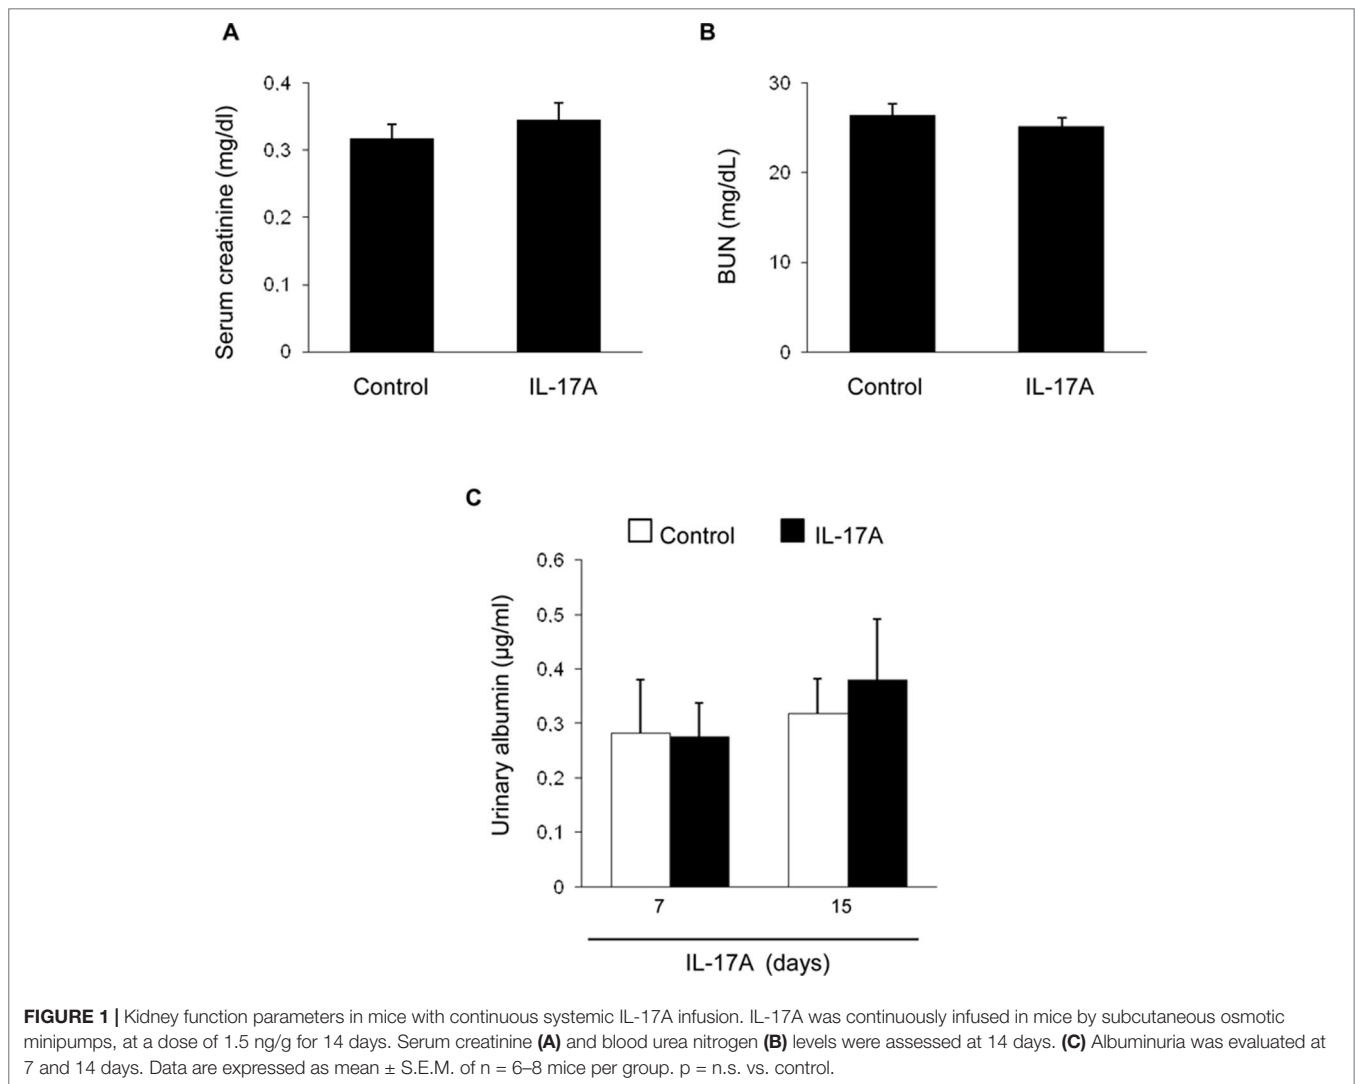 A
Serum creatinine (mg/dl)
0.4
0.3
0.2
0.1
0
Control IL-17A
B
BUN (mg/dL)
30
20
10
0
Control IL-17A
C
Control IL-17A
Urinary albumin (µg/ml)
0.6
0.5
0.4
0.3
0.2
0.1
0
7 15
IL-17A (days)
FIGURE 1 | Kidney function parameters in mice with continuous systemic IL-17A infusion. IL-17A was continuously infused in mice by subcutaneous osmotic
minipumps, at a dose of 1.5 ng/g for 14 days. Serum creatinine (A) and blood urea nitrogen (B) levels were assessed at 14 days. (C) Albuminuria was evaluated at
7 and 14 days. Data are expressed as mean ± S.E.M. of n = 6–8 mice per group. p = n.s. vs. control.